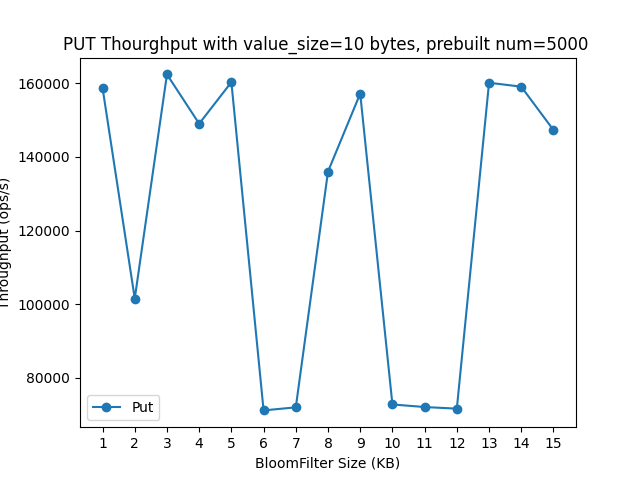 PUT Thourghput with value_size=10 bytes, prebuilt num=5000
160000
140000
120000
100000
80000
Throughput (ops/s)
Put
1 2 3 4 5 6 7 8 9 10 11 12 13 14 15
BloomFilter Size (KB)